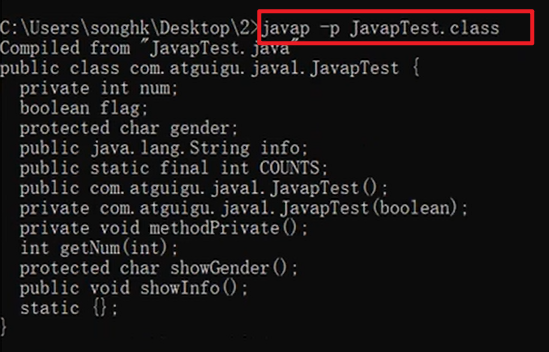 C:\Users\songhk\Desktop\2>javap -p JavapTest.class
Compiled from "JavapTest.java"
public class com.atguigu.java1.JavapTest {
  private int num;
  boolean flag;
  protected char gender;
  public java.lang.String info;
  public static final int COUNTS;
  public com.atguigu.java1.JavapTest();
  private com.atguigu.java1.JavapTest(boolean);
  private void methodPrivate();
  int getNum(int);
  protected char showGender();
  public void showInfo();
  static {};
}